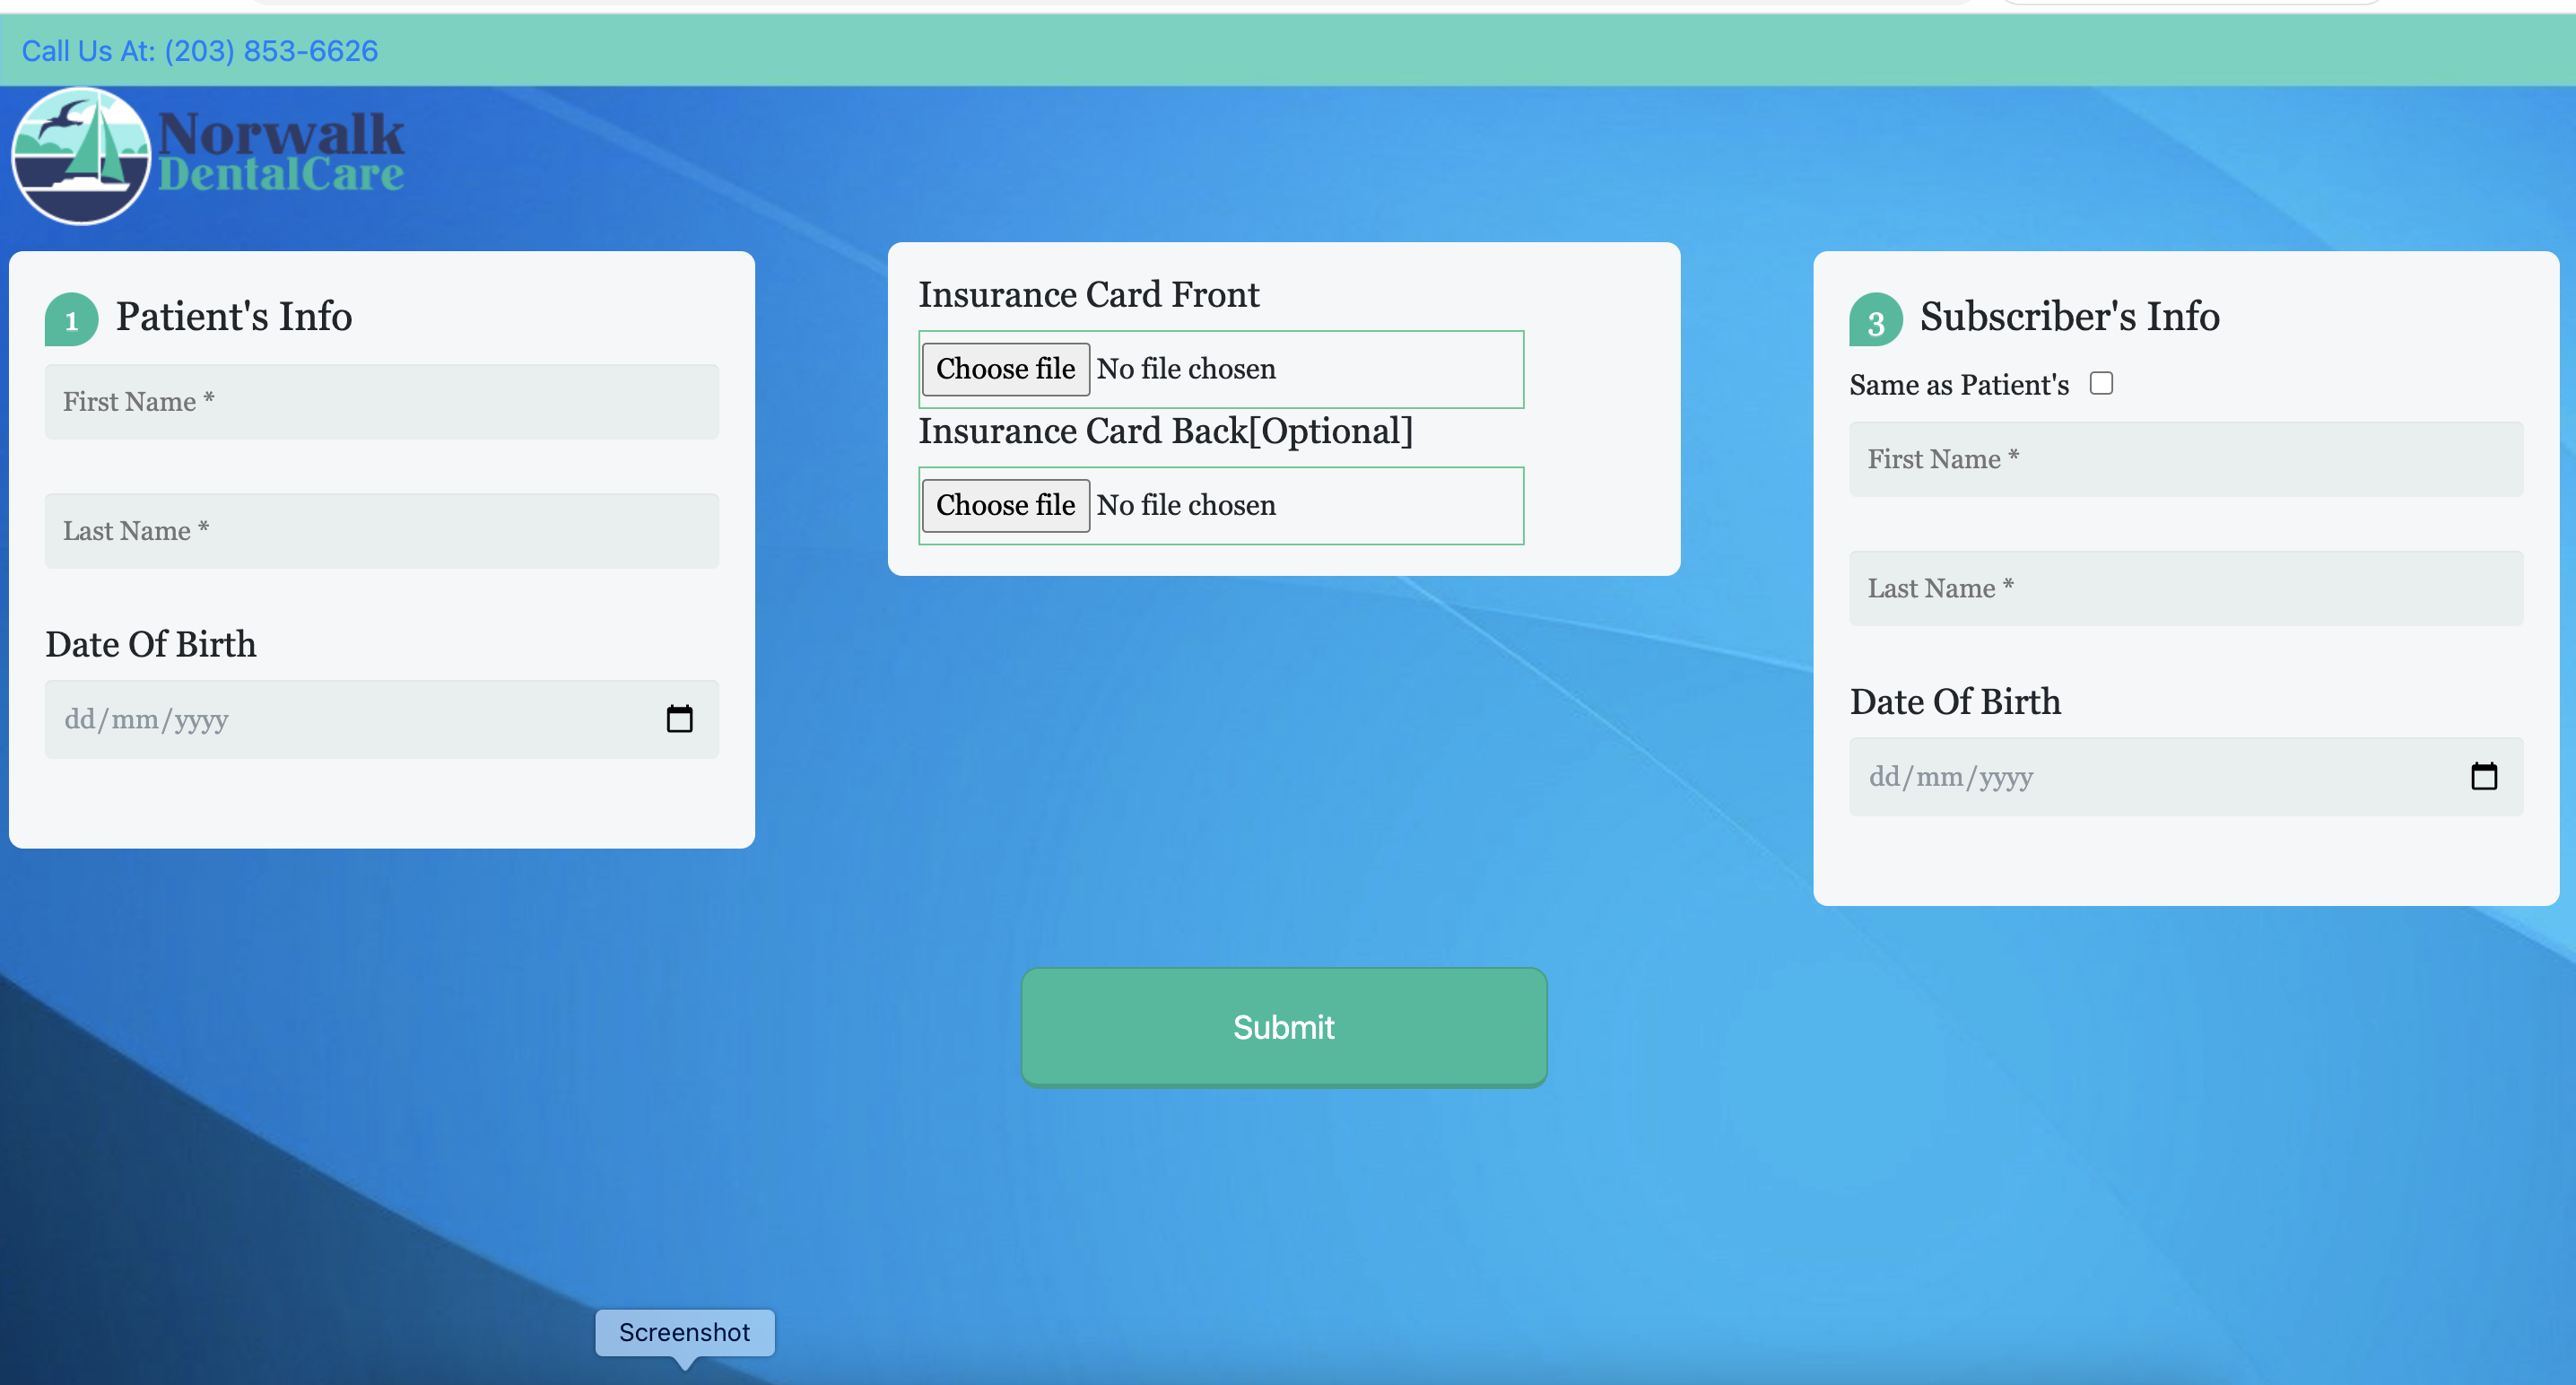 Call Us At: (203) 853-6626
Norwalk
DentalCare
1 Patient's Info
First Name *
Last Name *
Date Of Birth
dd/mm/yyyy
Insurance Card Front
Choose file No file chosen
Insurance Card Back[Optional]
Choose file No file chosen
3 Subscriber's Info
Same as Patient's
First Name *
Last Name *
Date Of Birth
dd/mm/yyyy
Submit
Screenshot